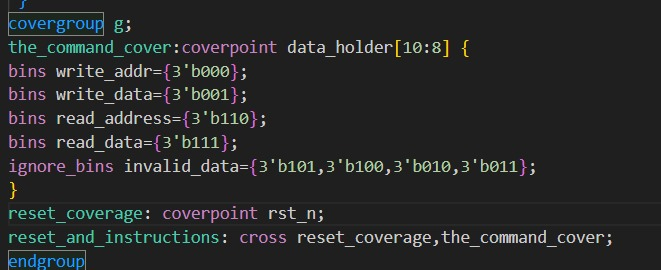 }
covergroup g;
the_command_cover:coverpoint data_holder[10:8] {
bins write_addr={3'b000};
bins write_data={3'b001};
bins read_address={3'b110};
bins read_data={3'b111};
ignore_bins invalid_data={3'b101,3'b100,3'b010,3'b011};
}
reset_coverage: coverpoint rst_n;
reset_and_instructions: cross reset_coverage,the_command_cover;
endgroup